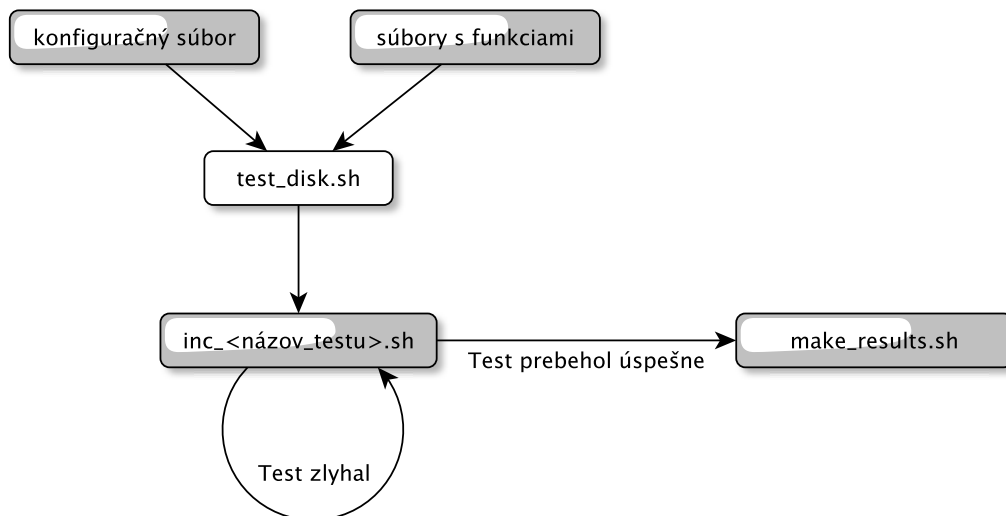 konfiguračný súbor
súbory s funkciami
test_disk.sh
inc_<názov_testu>.sh
Test prebehol úspešne
make_results.sh
Test zlyhal